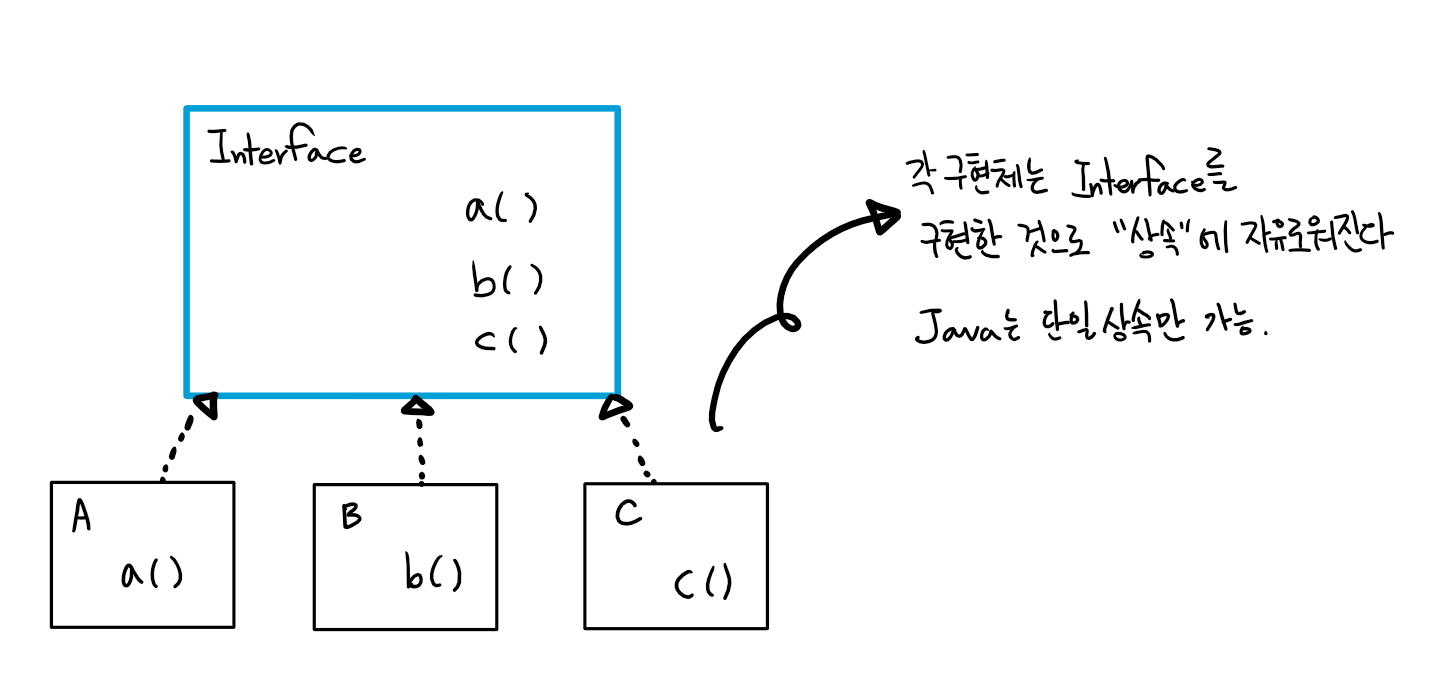 Interface
a()
b()
c()
각 구현체는 Interface를
구현한 것으로 "상속"에 자유로워진다
Java는 단일상속만 가능.
A
a()
B
b()
C
c()